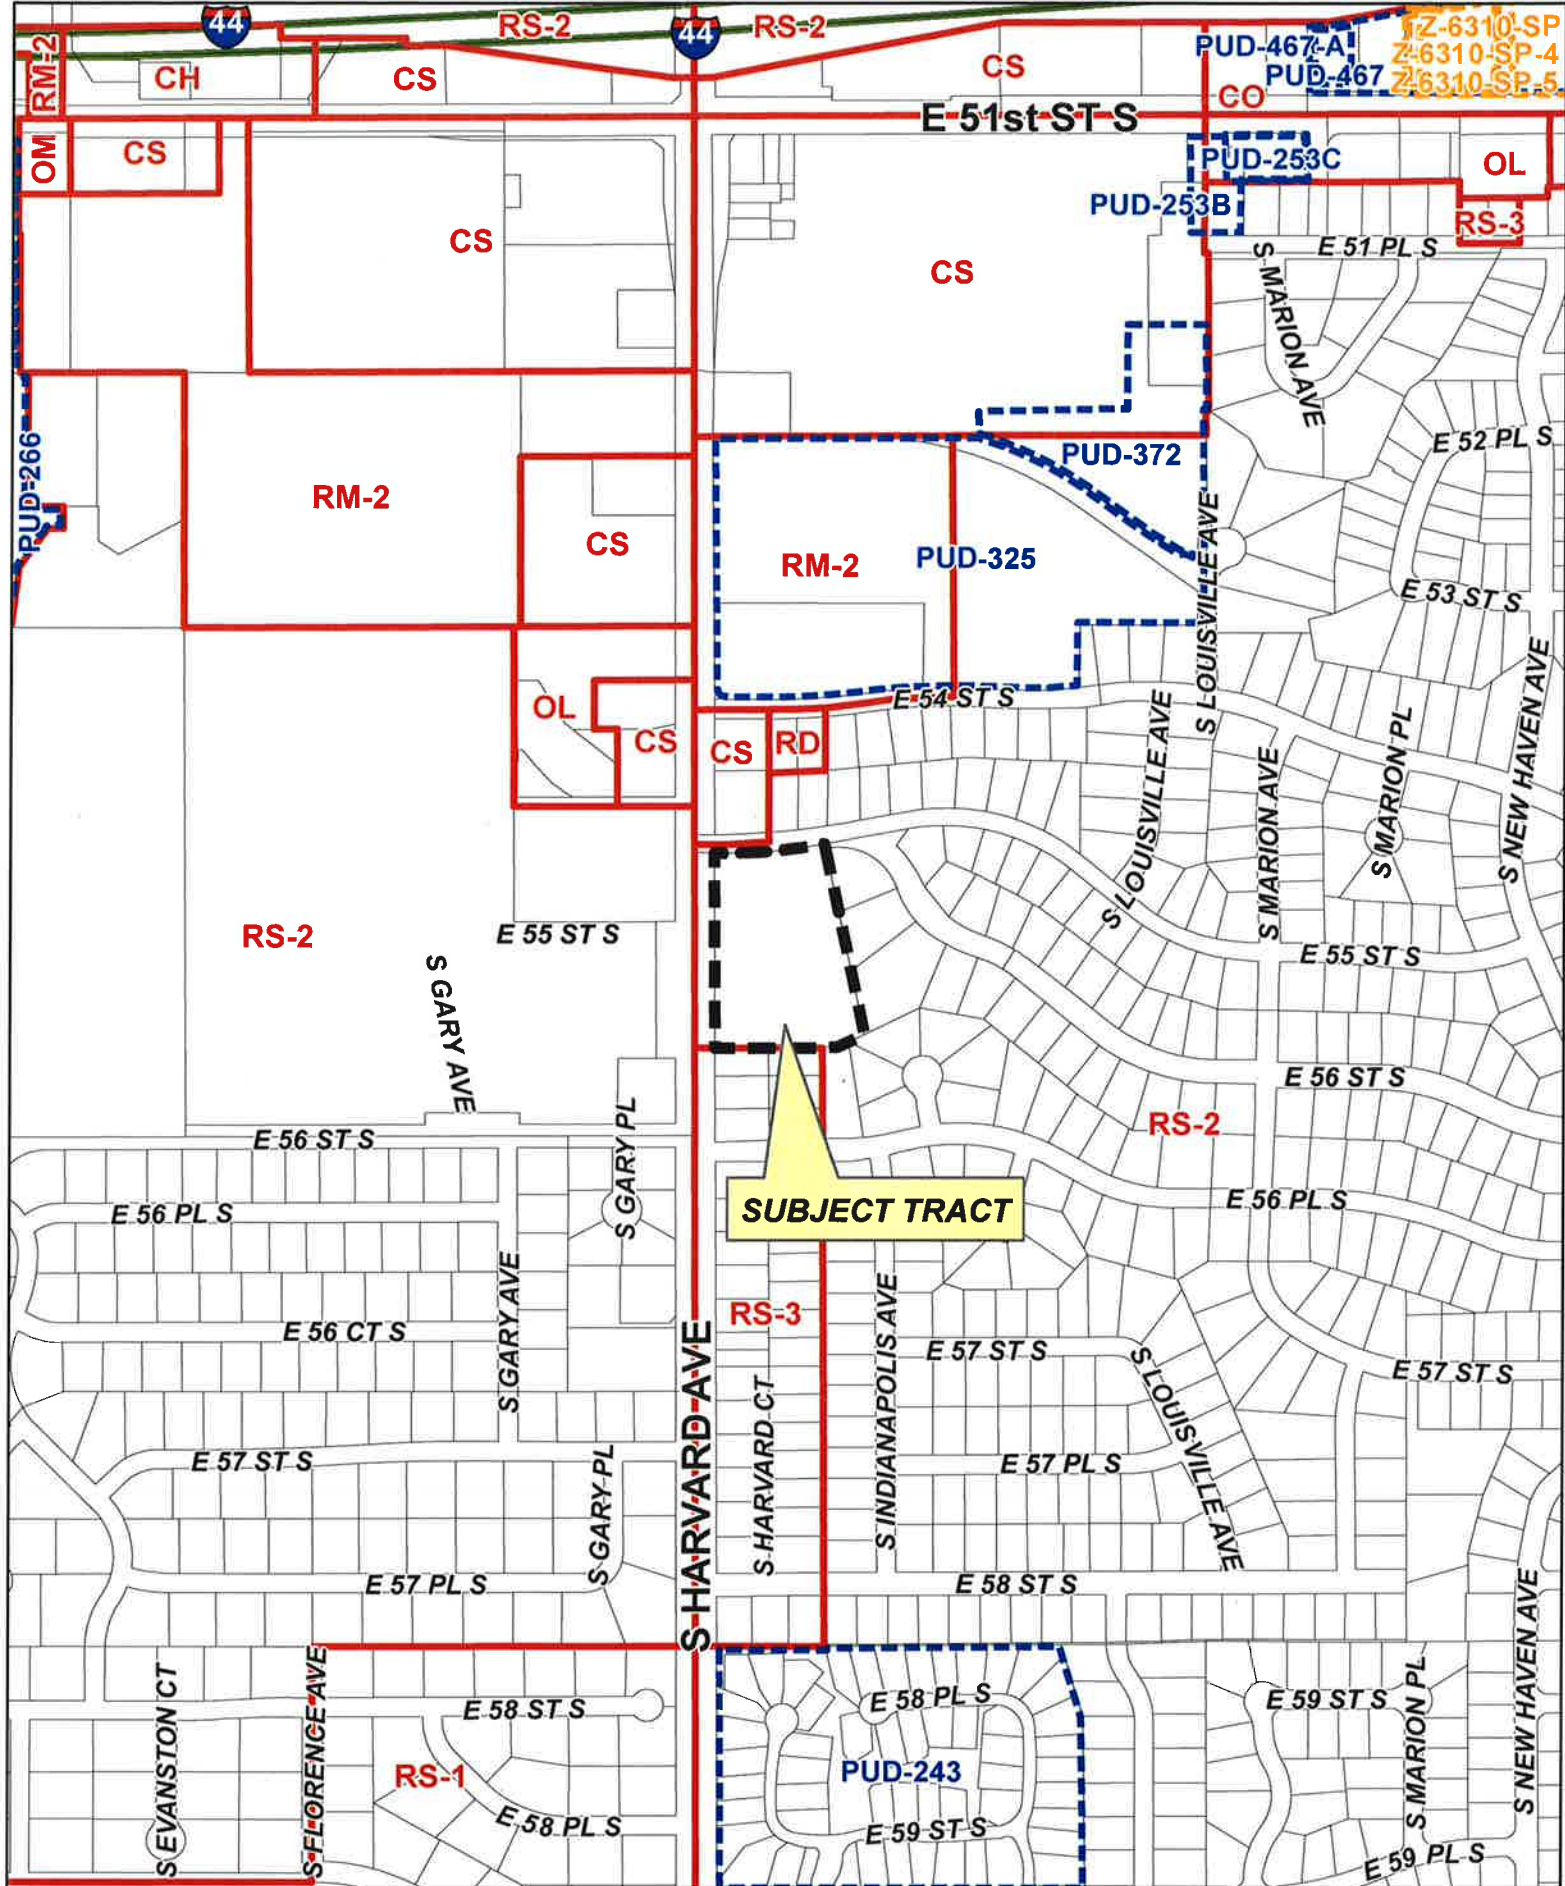 44
RS-2
44
RS-2
Z-6310-SP
PUD-467-A
Z-6310-SP-4
RM-2
CH
CS
CS
PUD-467
Z-6310-SP-5
CO
E 51st ST S
OM
CS
PUD-253C
OL
PUD-253B
RS-3
CS
CS
E 51 PL S
S MARION AVE
PUD-266
RM-2
CS
PUD-372
E 52 PL S
RM-2
PUD-325
S LOUISVILLE AVE
E 53 ST S
OL
CS
CS
RD
E 54 ST S
S LOUISVILLE AVE
S MARION AVE
S MARION PL
S NEW HAVEN AVE
RS-2
E 55 ST S
E 55 ST S
S GARY AVE
E 56 ST S
E 56 ST S
S GARY PL
RS-2
E 56 PL S
E 56 PL S
SUBJECT TRACT
S GARY AVE
E 56 CT S
RS-3
S INDIANAPOLIS AVE
E 57 ST S
S LOUISVILLE AVE
E 57 ST S
S HARVARD AVE
S HARVARD CT
E 57 ST S
S GARY PL
E 57 PL S
E 57 PL S
E 58 ST S
S EVANSTON CT
S FLORENCE AVE
E 58 ST S
E 58 PL S
E 59 ST S
S MARION PL
S NEW HAVEN AVE
RS-1
PUD-243
E 58 PL S
E 59 ST S
E 59 PL S